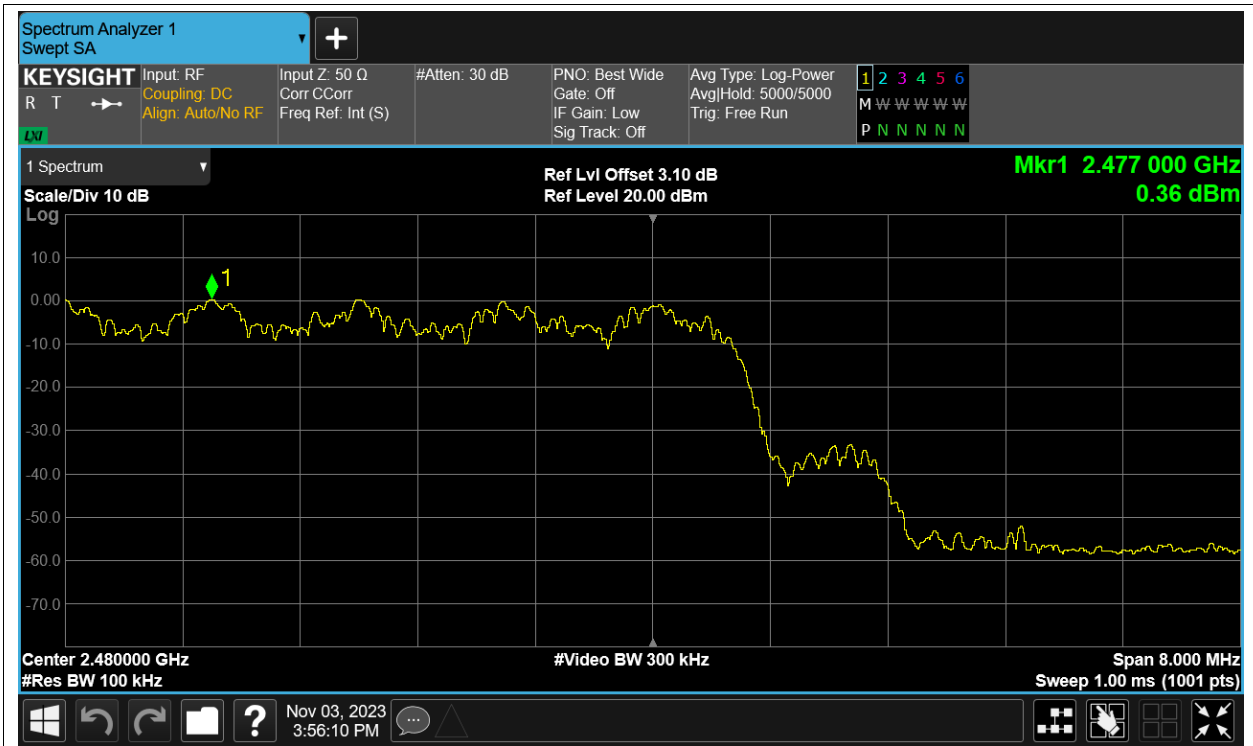 Spectrum Analyzer 1
Swept SA
+
KEYSIGHT
R T
LXI
Input: RF
Coupling: DC
Align: Auto/No RF
Input Z: 50 Ω
Corr CCorr
Freq Ref: Int (S)
#Atten: 30 dB
PNO: Best Wide
Gate: Off
IF Gain: Low
Sig Track: Off
Avg Type: Log-Power
Avg|Hold: 5000/5000
Trig: Free Run
1 2 3 4 5 6
M W W W W W
P N N N N N
1 Spectrum
Scale/Div 10 dB
Ref Lvl Offset 3.10 dB
Ref Level 20.00 dBm
Mkr1 2.477 000 GHz
0.36 dBm
Log
10.0
1
0.00
-10.0
-20.0
-30.0
-40.0
-50.0
-60.0
-70.0
Center 2.480000 GHz
#Video BW 300 kHz
Span 8.000 MHz
#Res BW 100 kHz
Sweep 1.00 ms (1001 pts)
?
Nov 03, 2023
3:56:10 PM